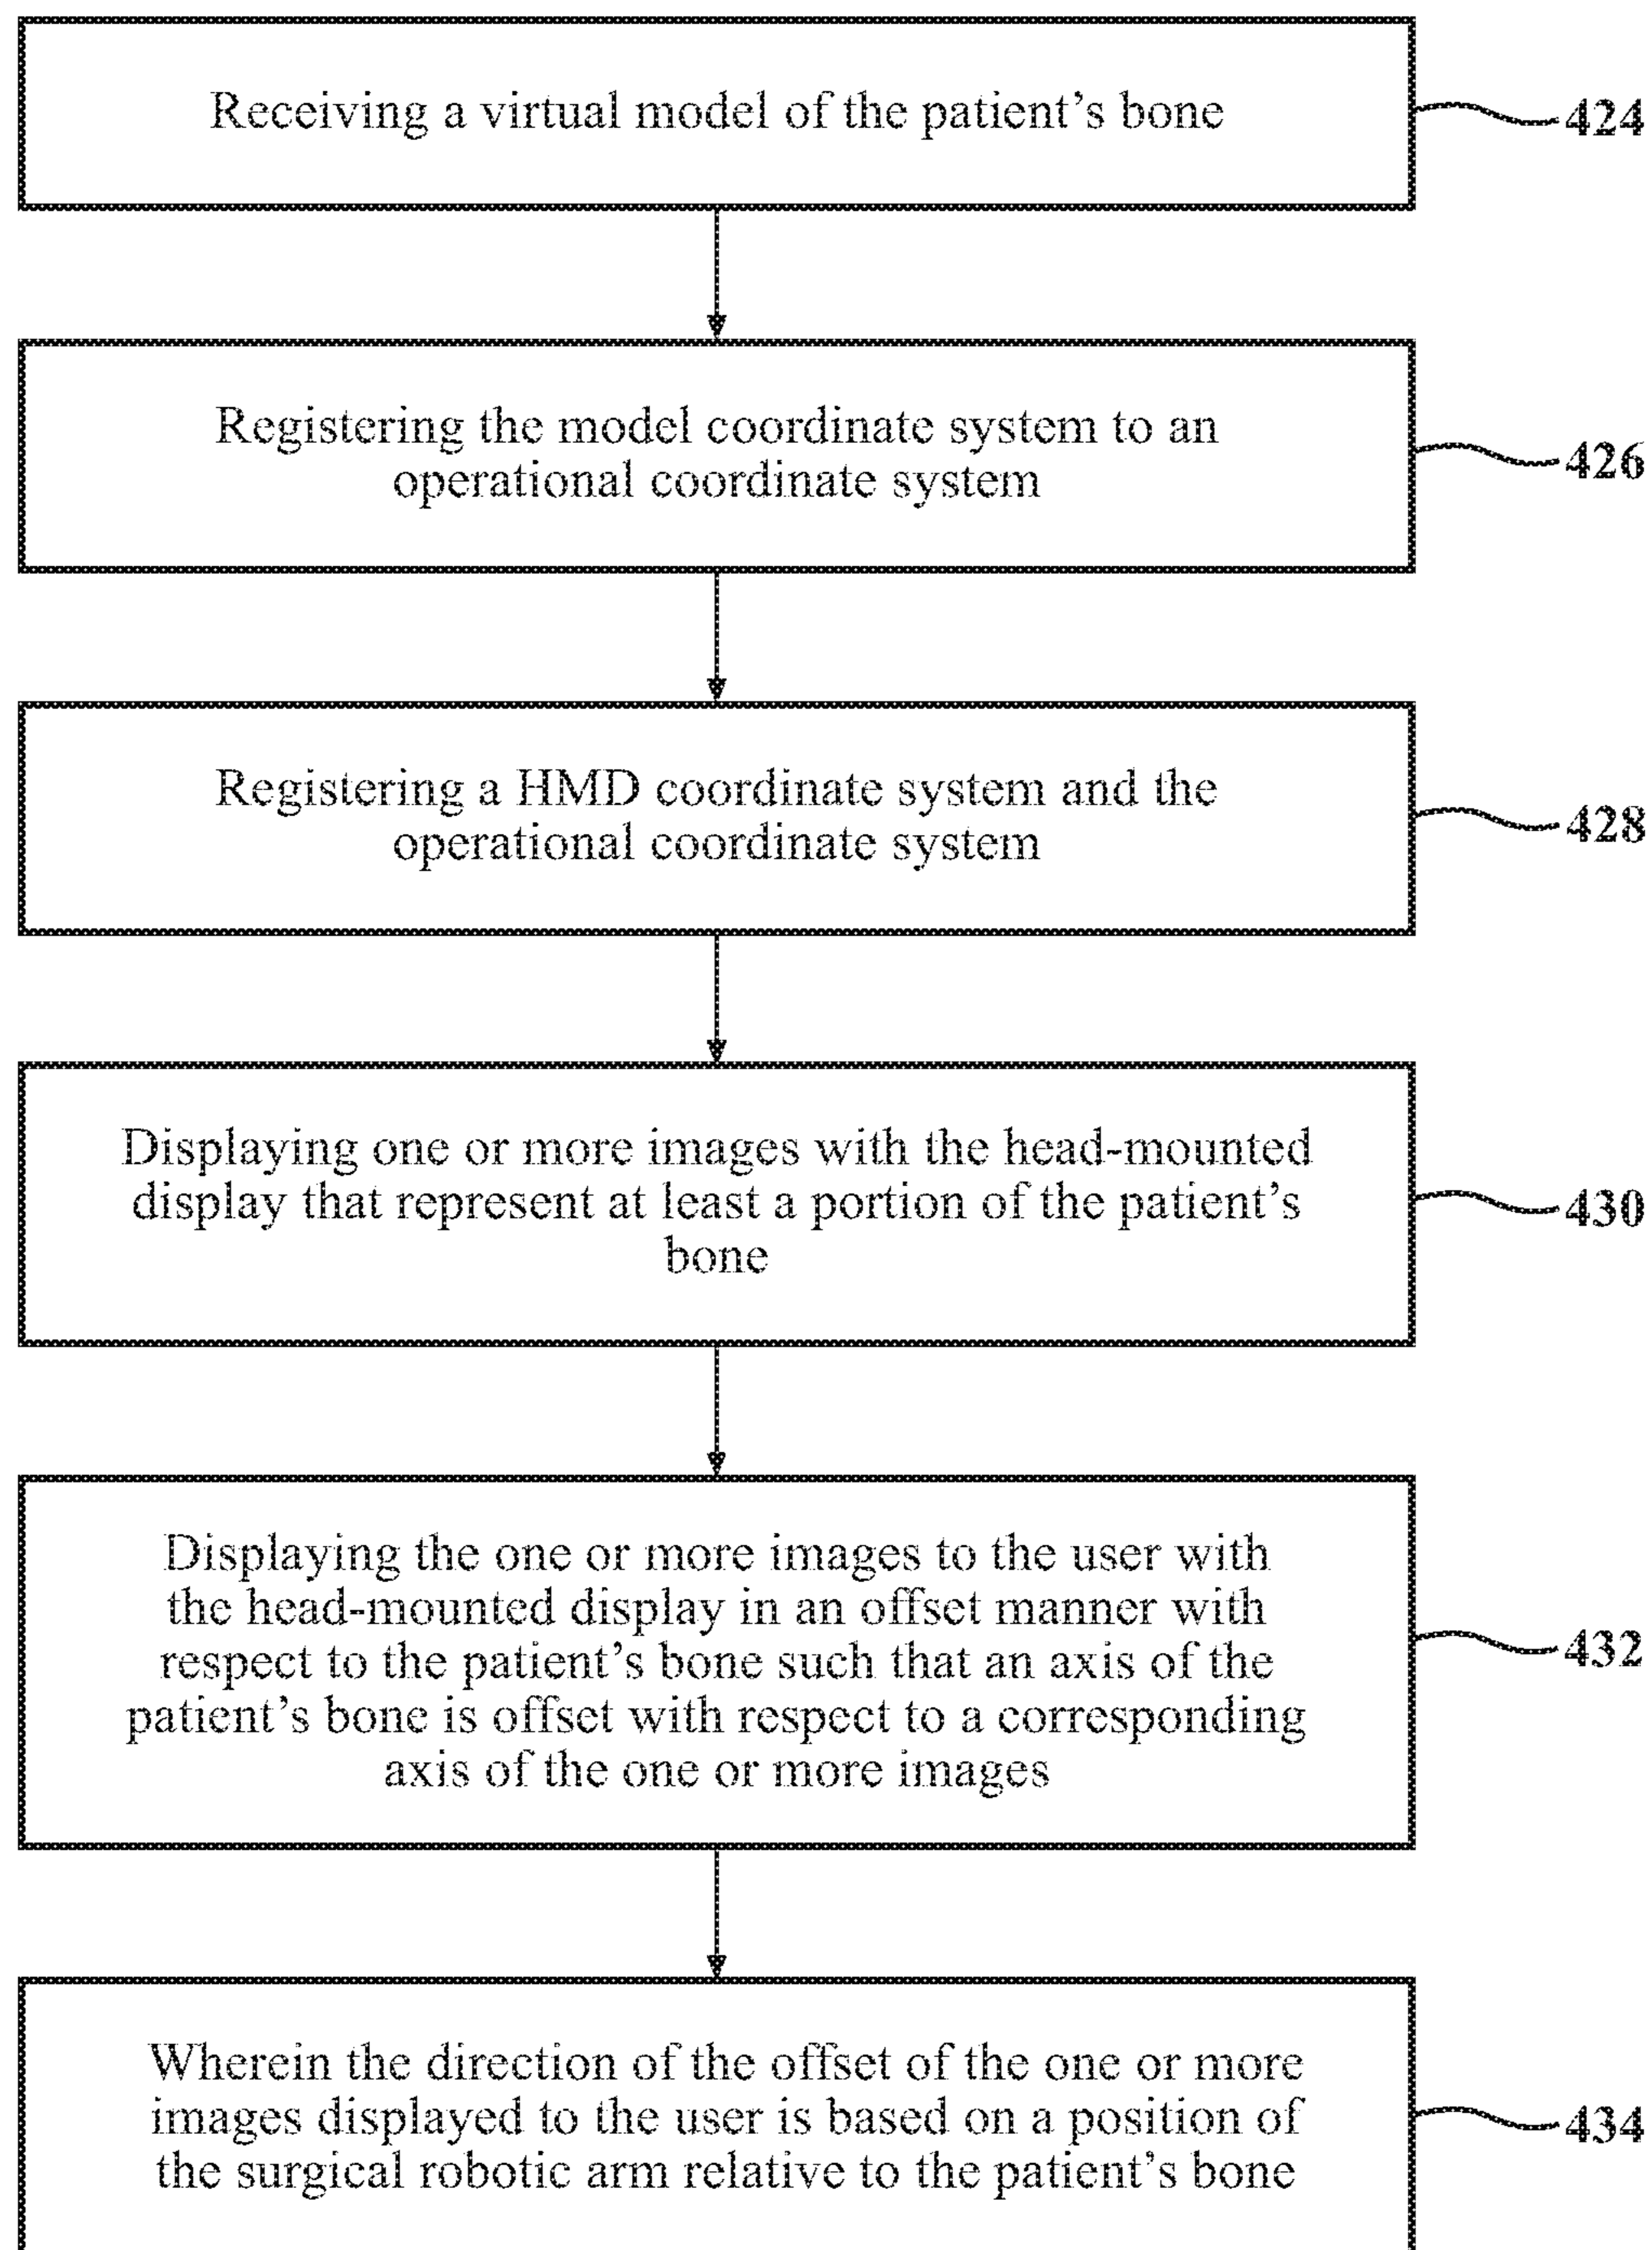 Receiving a virtual model of the patient's bone
424
Registering the model coordinate system to an
operational coordinate system
426
Registering a HMD coordinate system and the
operational coordinate system
428
Displaying one or more images with the head-mounted
display that represent at least a portion of the patient's
bone
430
Displaying the one or more images to the user with
the head-mounted display in an offset manner with
respect to the patient's bone such that an axis of the
patient's bone is offset with respect to a corresponding
axis of the one or more images
432
Wherein the direction of the offset of the one or more
images displayed to the user is based on a position of
the surgical robotic arm relative to the patient's bone
434